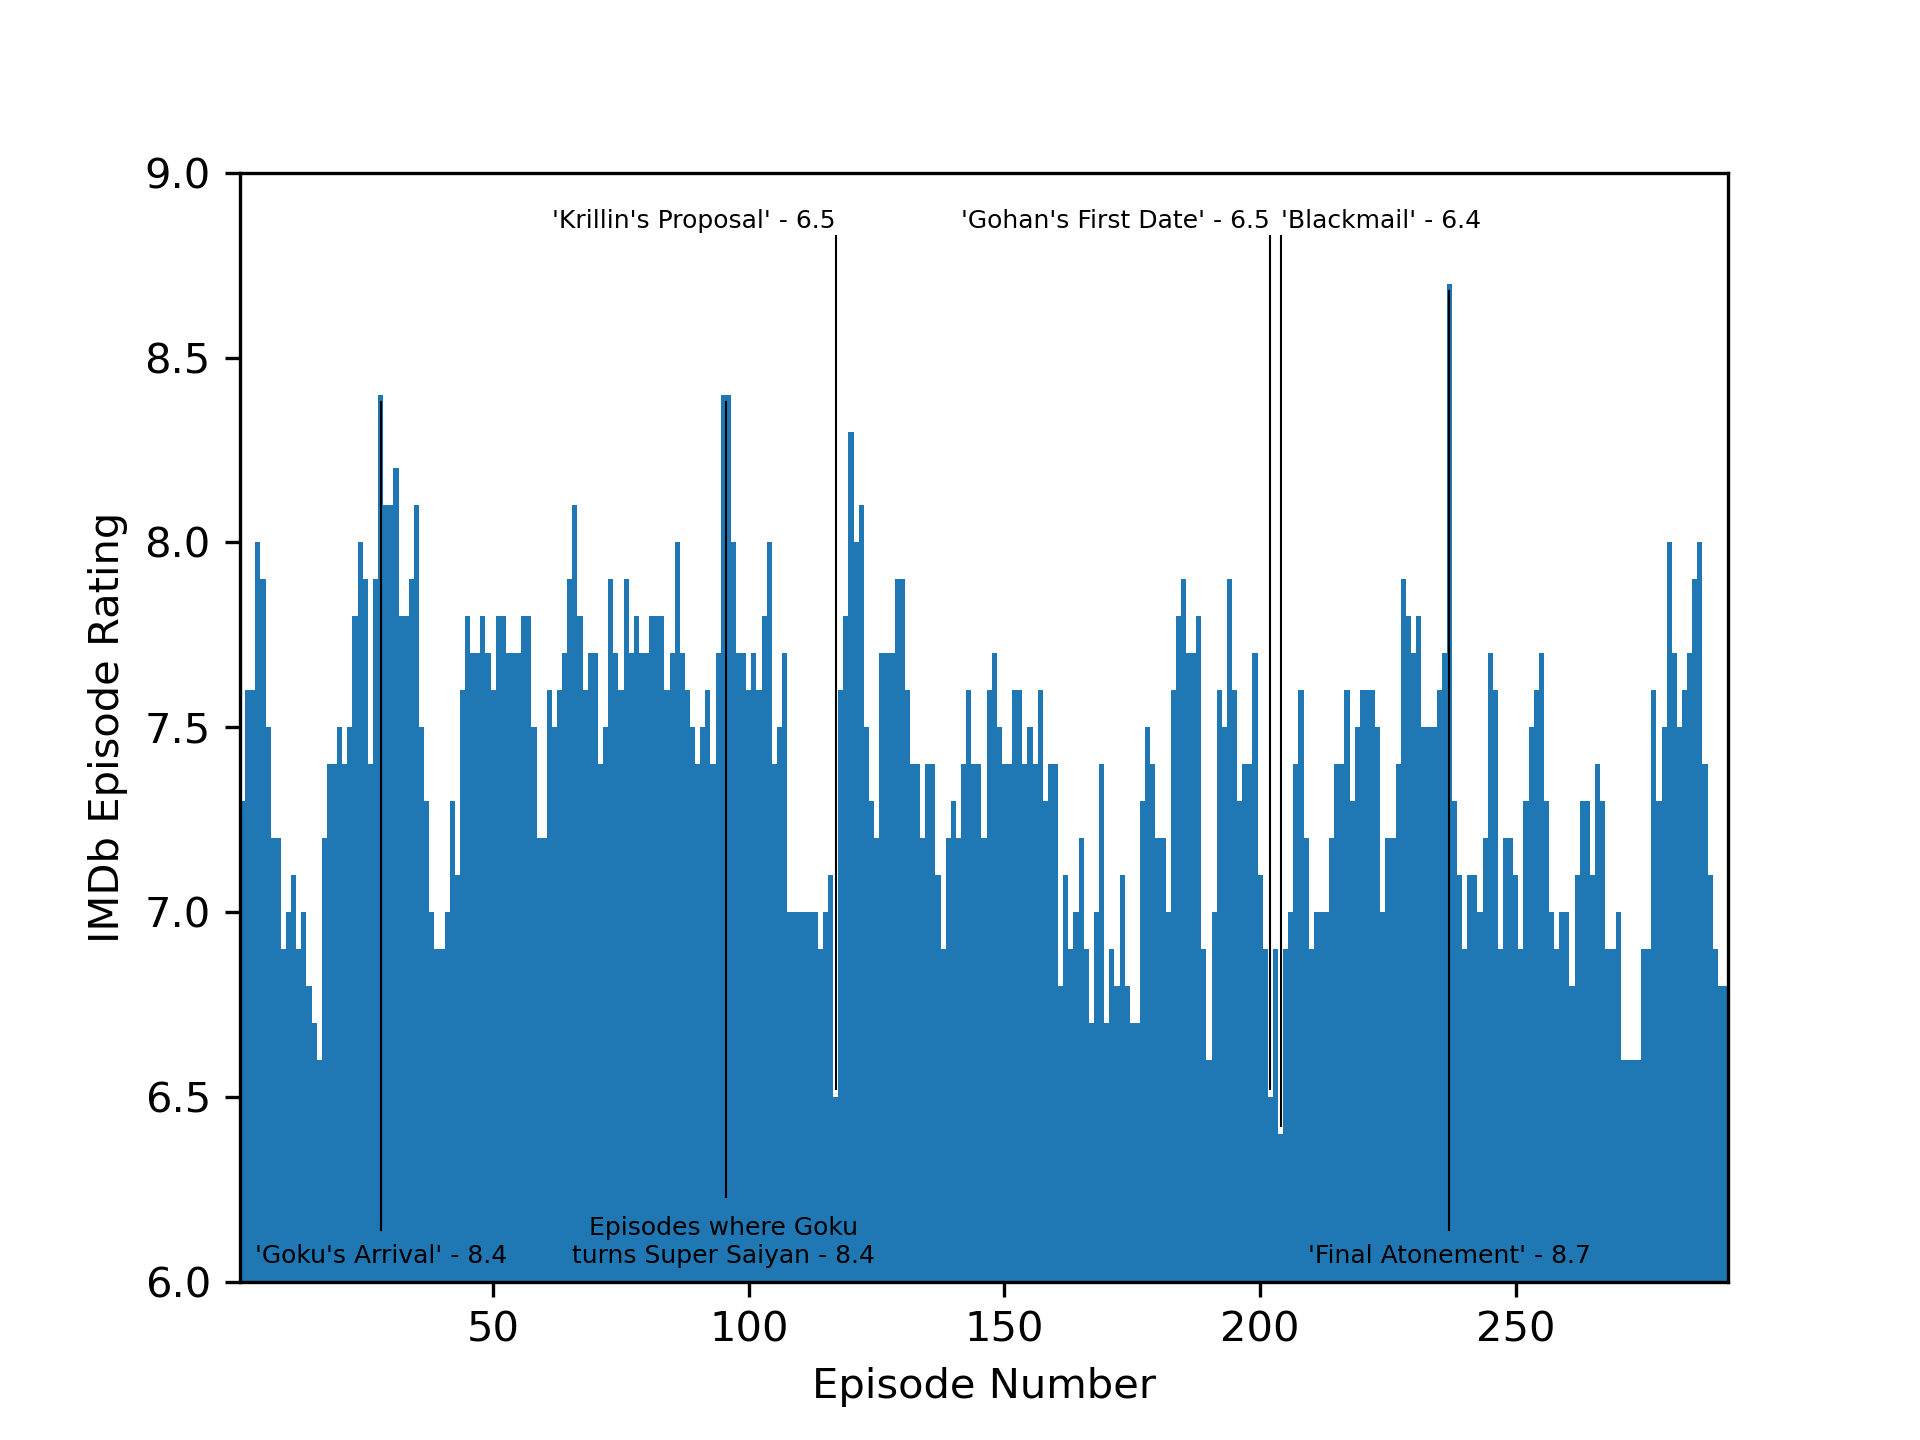 9.0
8.5
8.0
7.5
7.0
6.5
6.0
IMDb Episode Rating
'Krillin's Proposal' - 6.5
'Gohan's First Date' - 6.5
'Blackmail' - 6.4
'Goku's Arrival' - 8.4
Episodes where Goku
turns Super Saiyan - 8.4
'Final Atonement' - 8.7
50
100
150
200
250
Episode Number